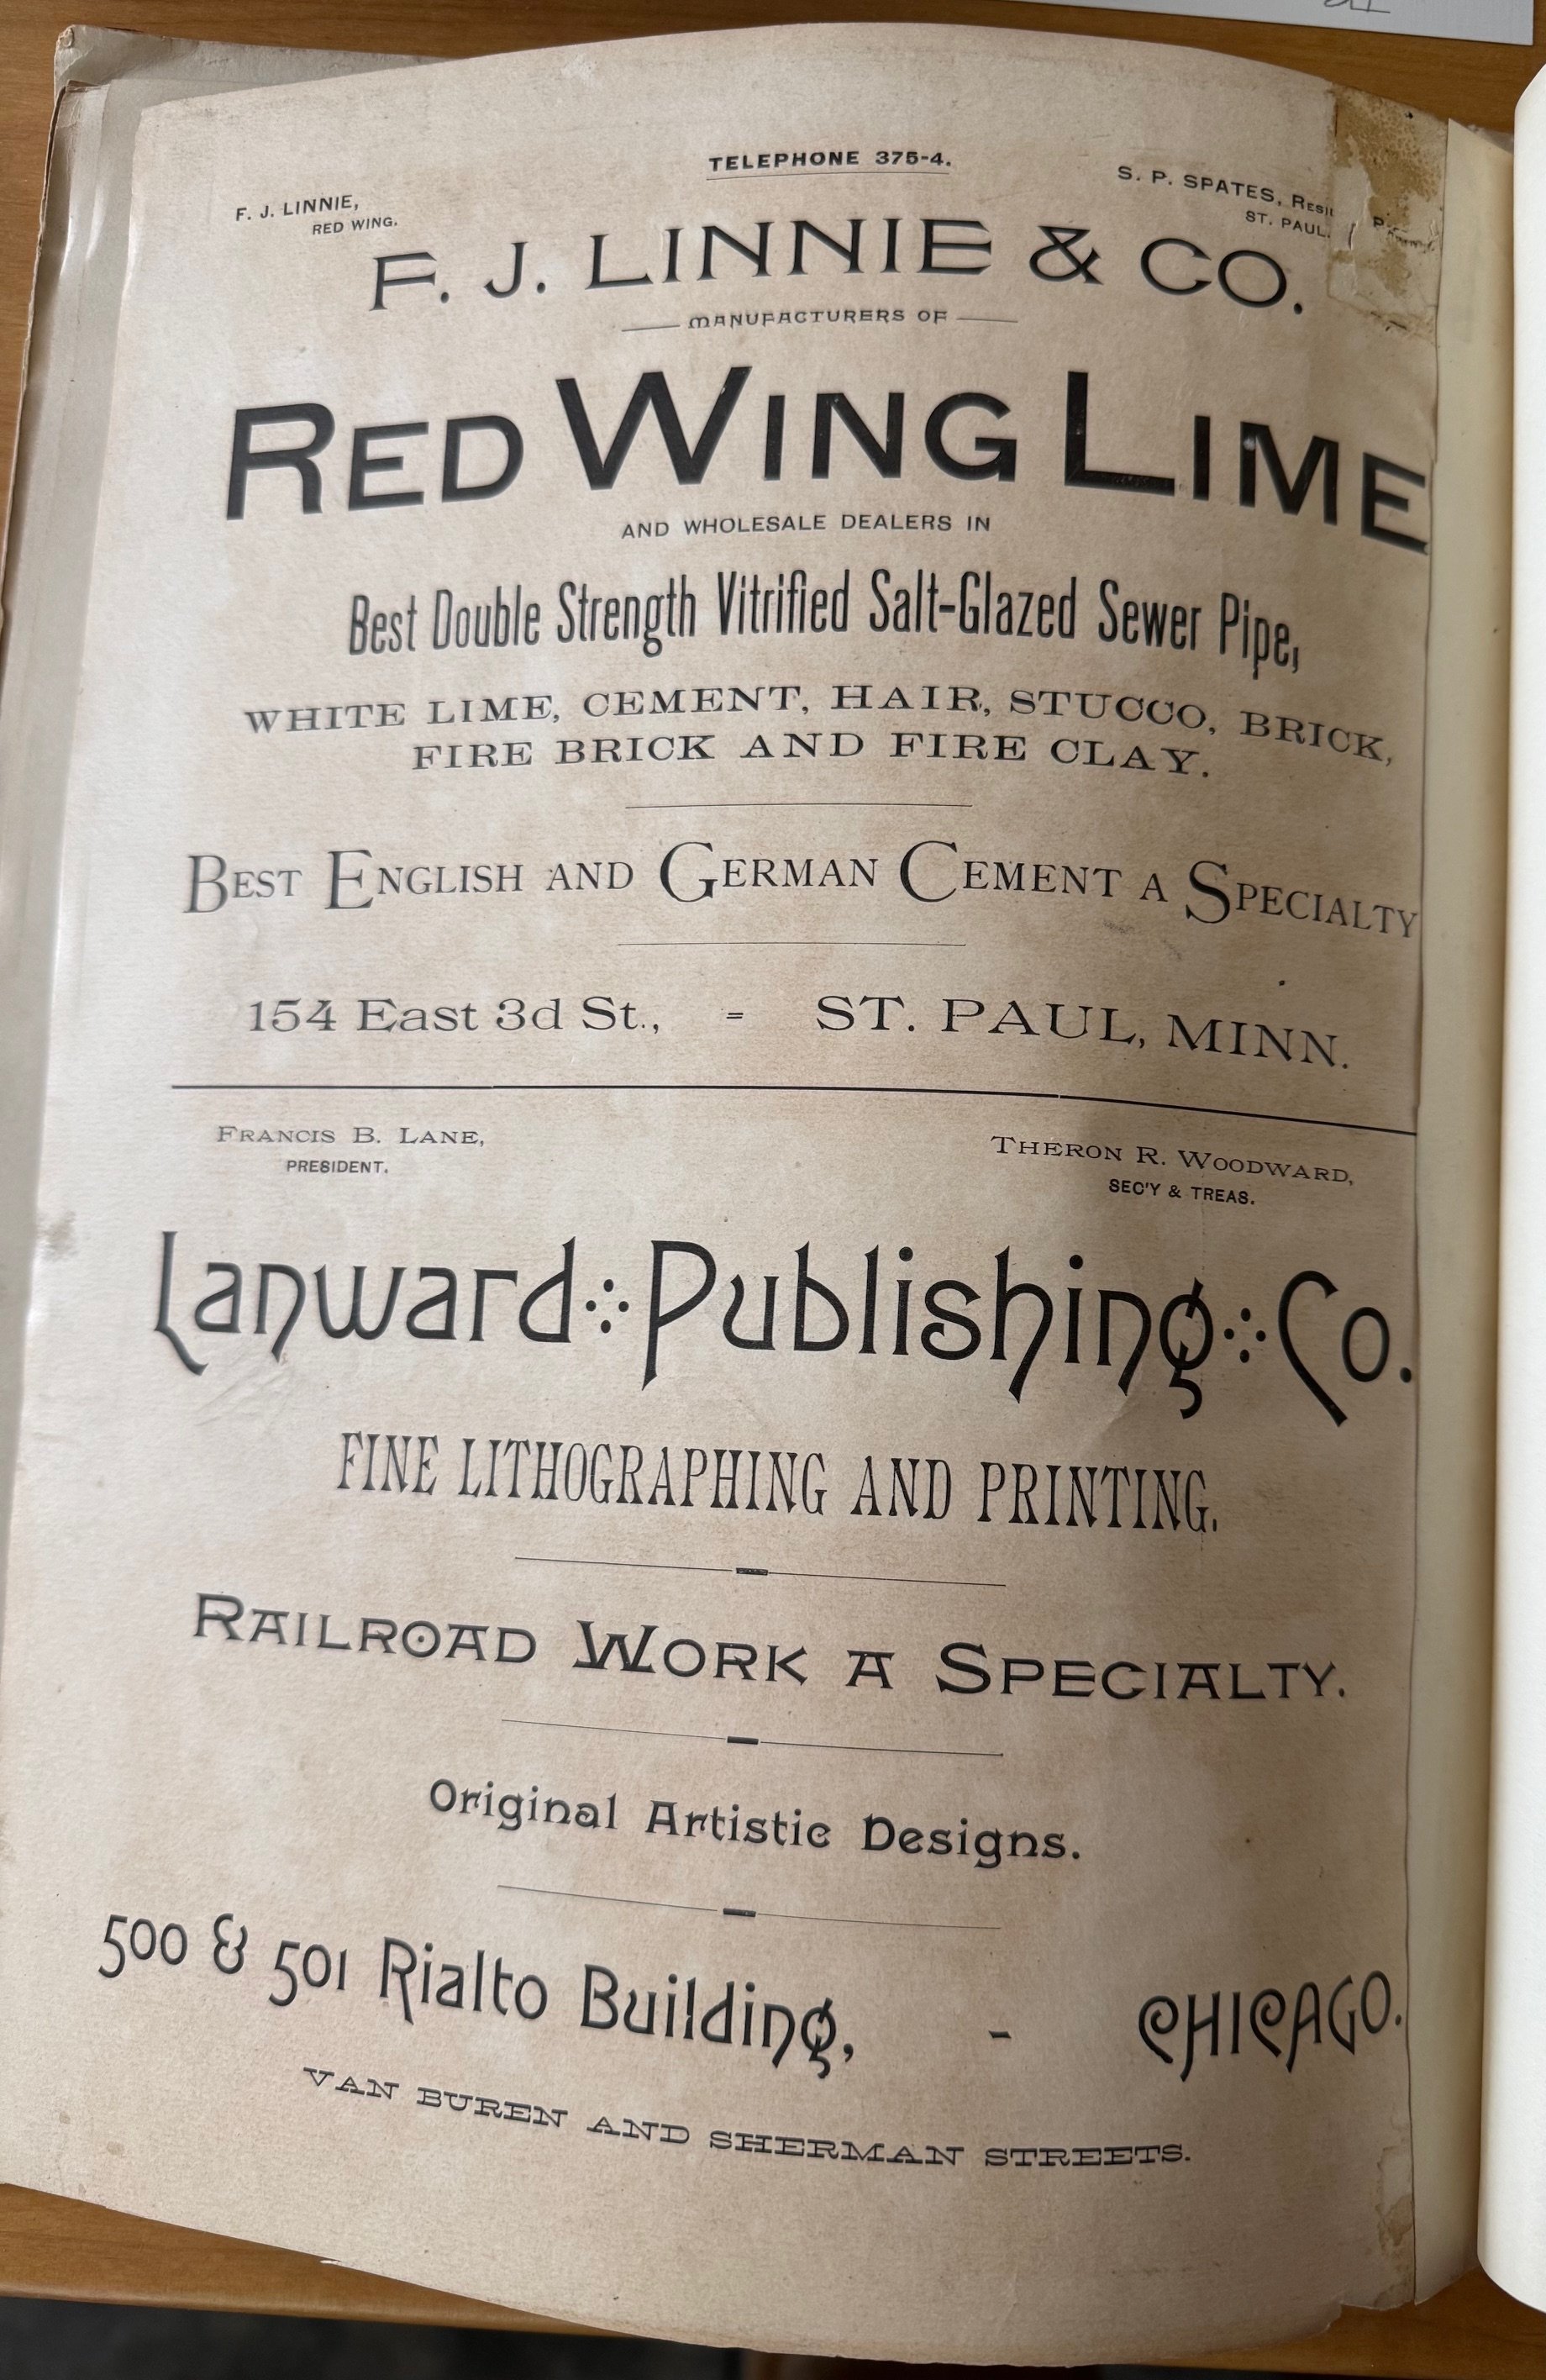 TELEPHONE 375-4.
F. J. LINNIE,
RED WING.
S. P. SPATES,
ST. PAUL.
F. J. LINNIE & CO.
MANUFACTURERS OF
RED WING LIME
AND WHOLESALE DEALERS IN
Best Double Strength Vitrified Salt-Glazed Sewer Pipe,
WHITE LIME, CEMENT, HAIR, STUCCO, BRICK,
FIRE BRICK AND FIRE CLAY.
BEST ENGLISH AND GERMAN CEMENT A SPECIALTY
154 East 3d St., = ST. PAUL, MINN.
FRANCIS B. LANE,
PRESIDENT.
THERON R. WOODWARD,
SEC'Y & TREAS.
Lanward Publishing Co.
FINE LITHOGRAPHING AND PRINTING.
RAILROAD WORK A SPECIALTY.
Original Artistic Designs.
500 & 501 Rialto Building, - CHICAGO.
VAN BUREN AND SHERMAN STREETS.